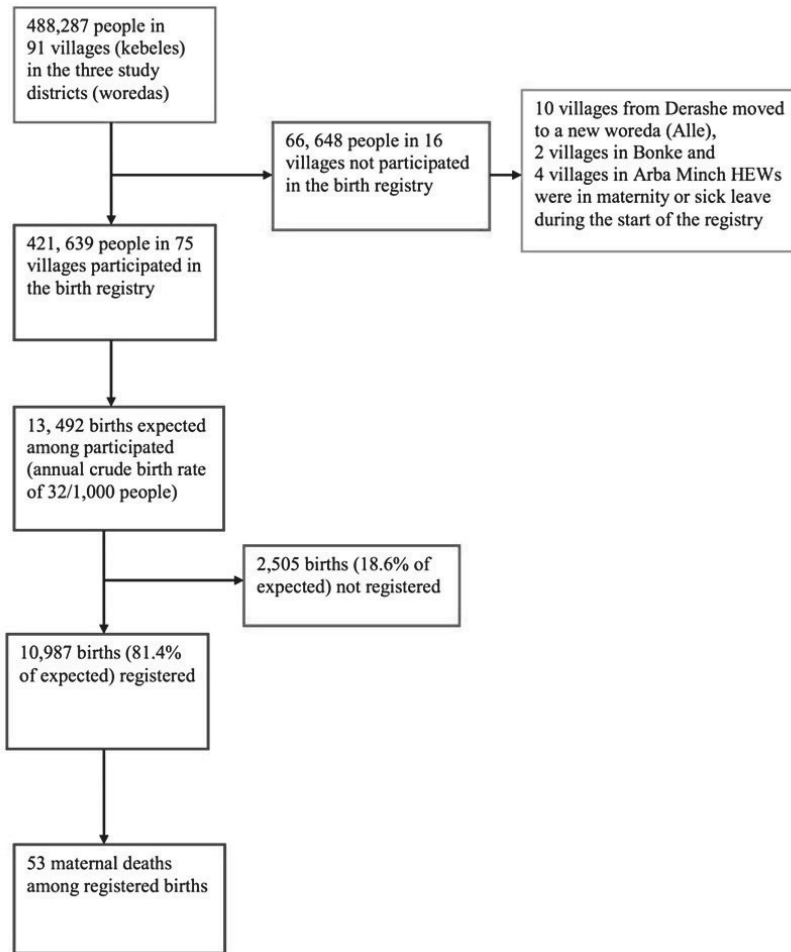 488,287 people in
91 villages (kebeles)
in the three study
districts (woredas)
66, 648 people in 16
villages not participated
in the birth registry
10 villages from Derashe moved
to a new woreda (Alle),
2 villages in Bonke and
4 villages in Arba Minch HEWs
were in maternity or sick leave
during the start of the registry
421, 639 people in 75
villages participated in
the birth registry
13, 492 births expected
among participated
(annual crude birth rate
of 32/1,000 people)
2,505 births (18.6% of
expected) not registered
10,987 births (81.4%
of expected) registered
53 maternal deaths
among registered births